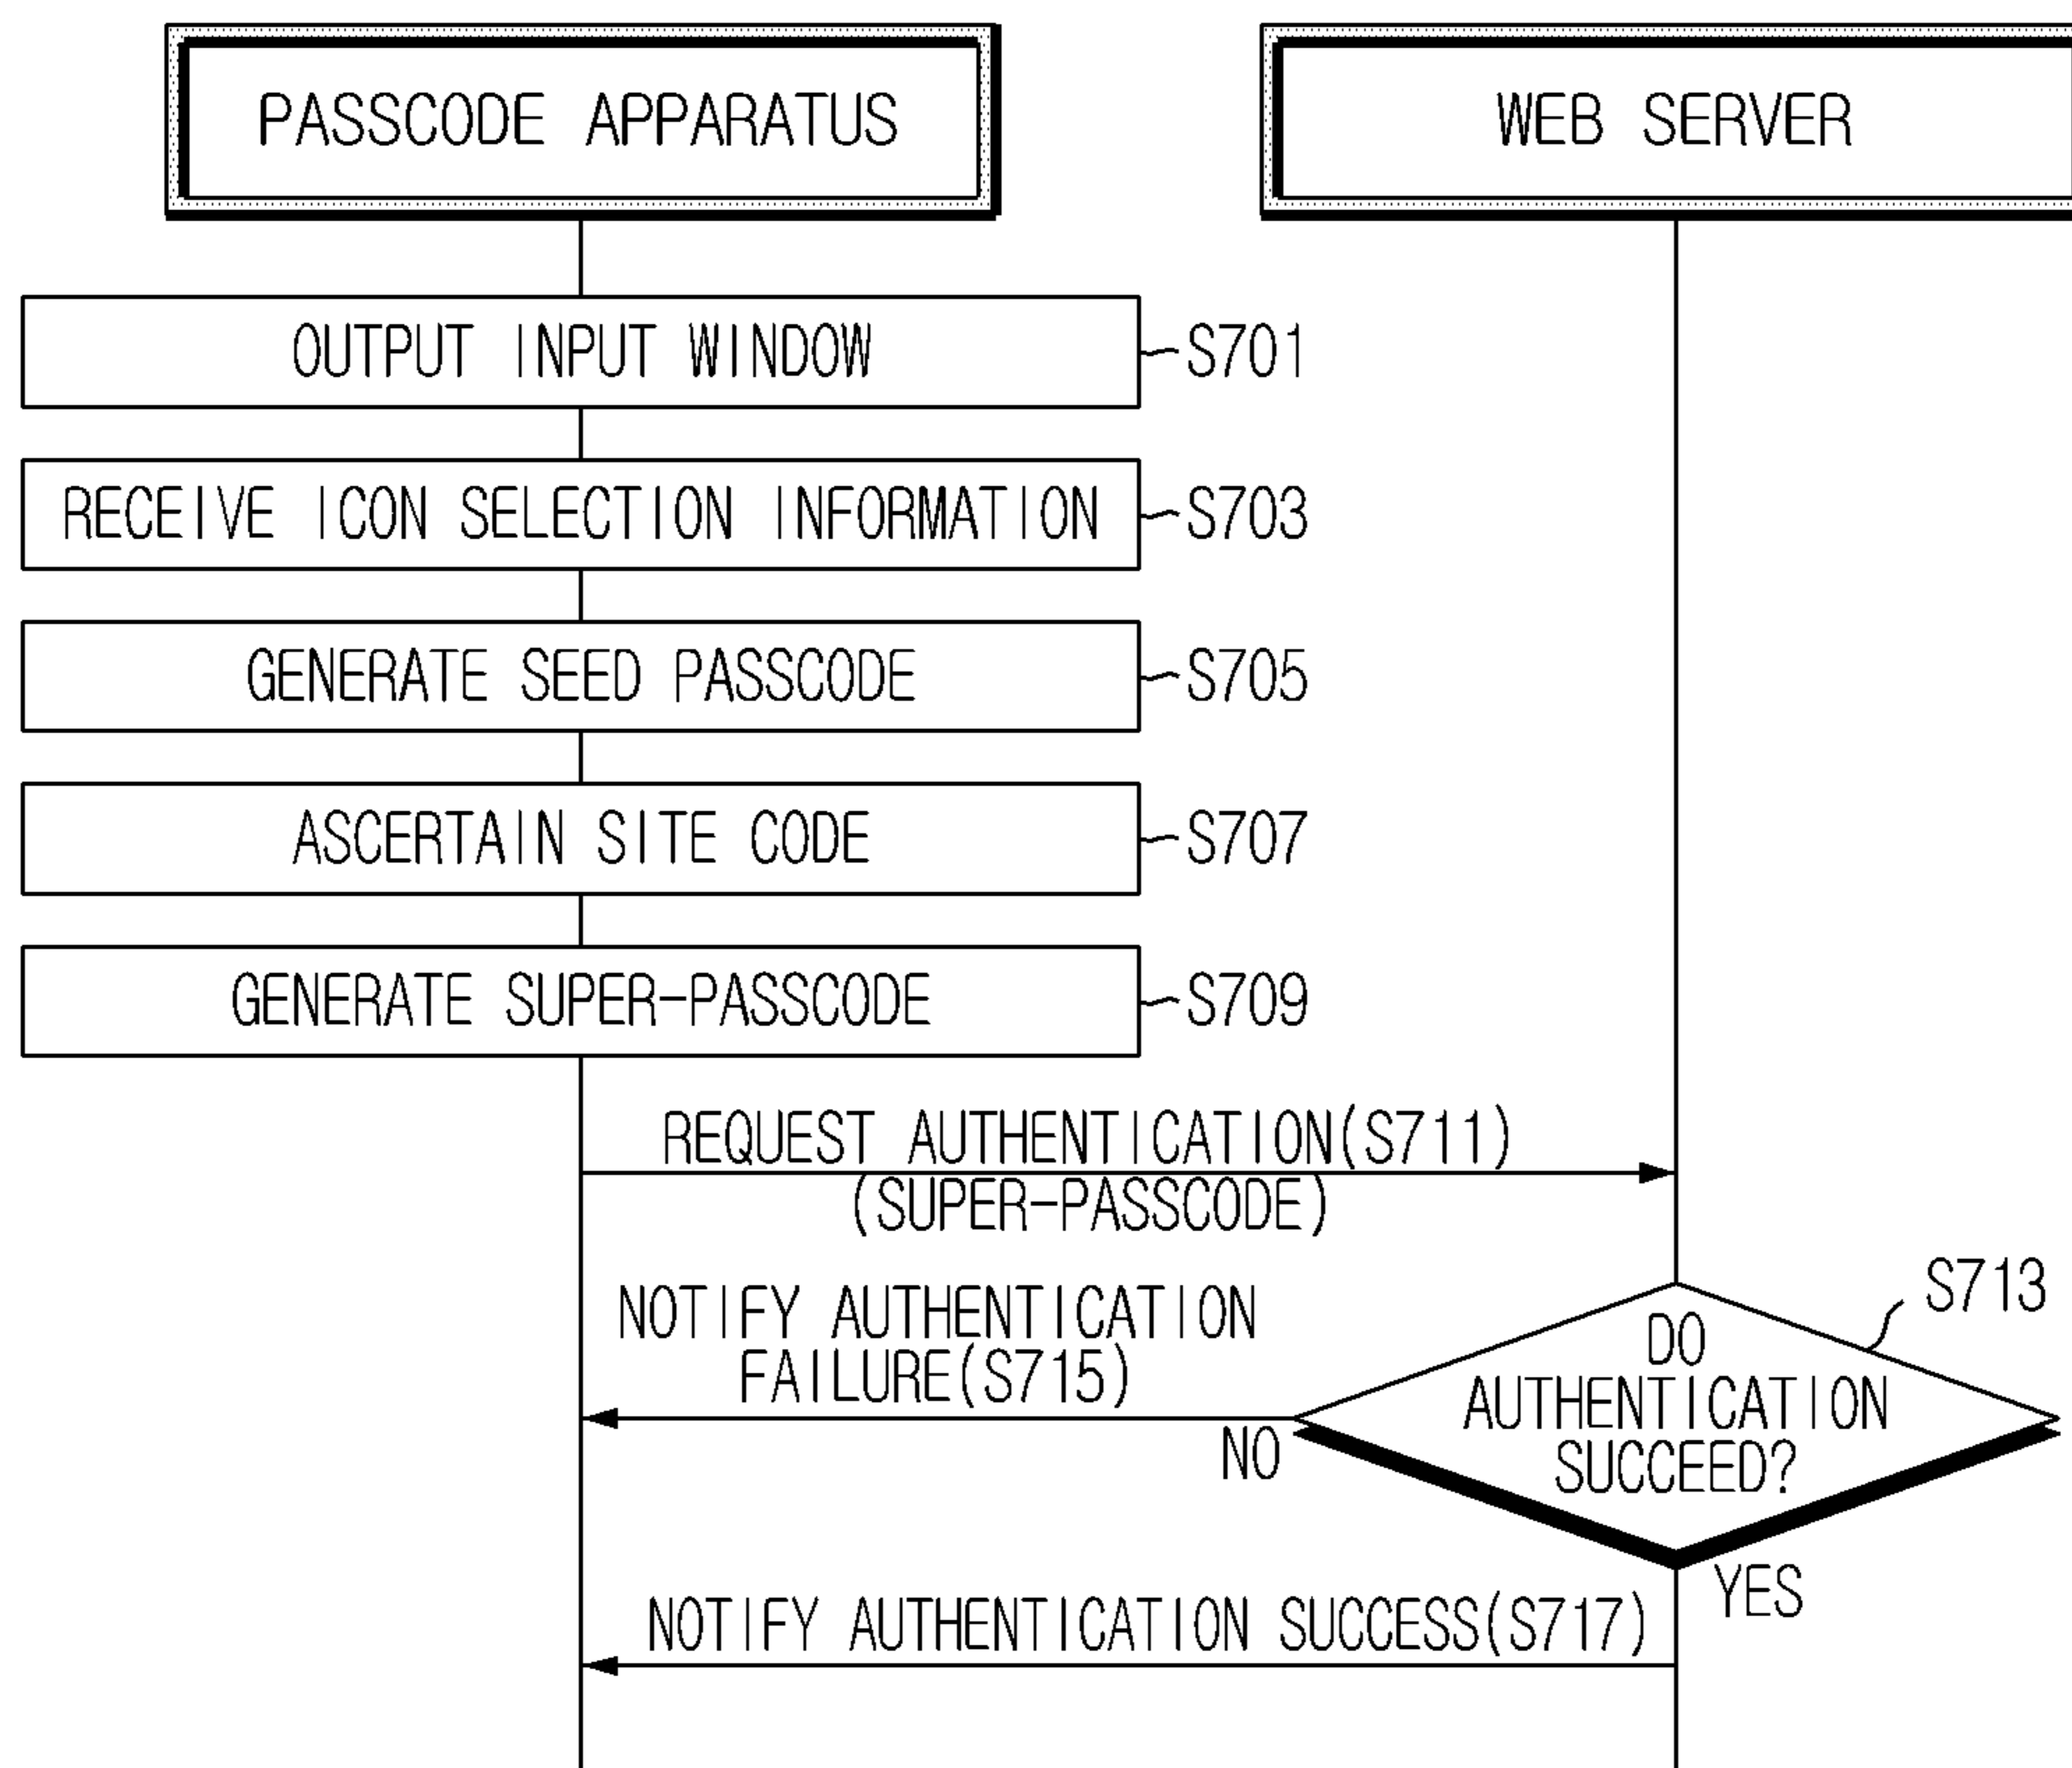 PASSCODE APPARATUS
WEB SERVER
OUTPUT INPUT WINDOW
S701
RECEIVE ICON SELECTION INFORMATION
S703
GENERATE SEED PASSCODE
S705
ASCERTAIN SITE CODE
S707
GENERATE SUPER-PASSCODE
S709
REQUEST AUTHENTICATION(S711)
(SUPER-PASSCODE)
S713
DO
AUTHENTICATION
SUCCEED?
NOTIFY AUTHENTICATION
FAILURE(S715)
NO
YES
NOTIFY AUTHENTICATION SUCCESS(S717)